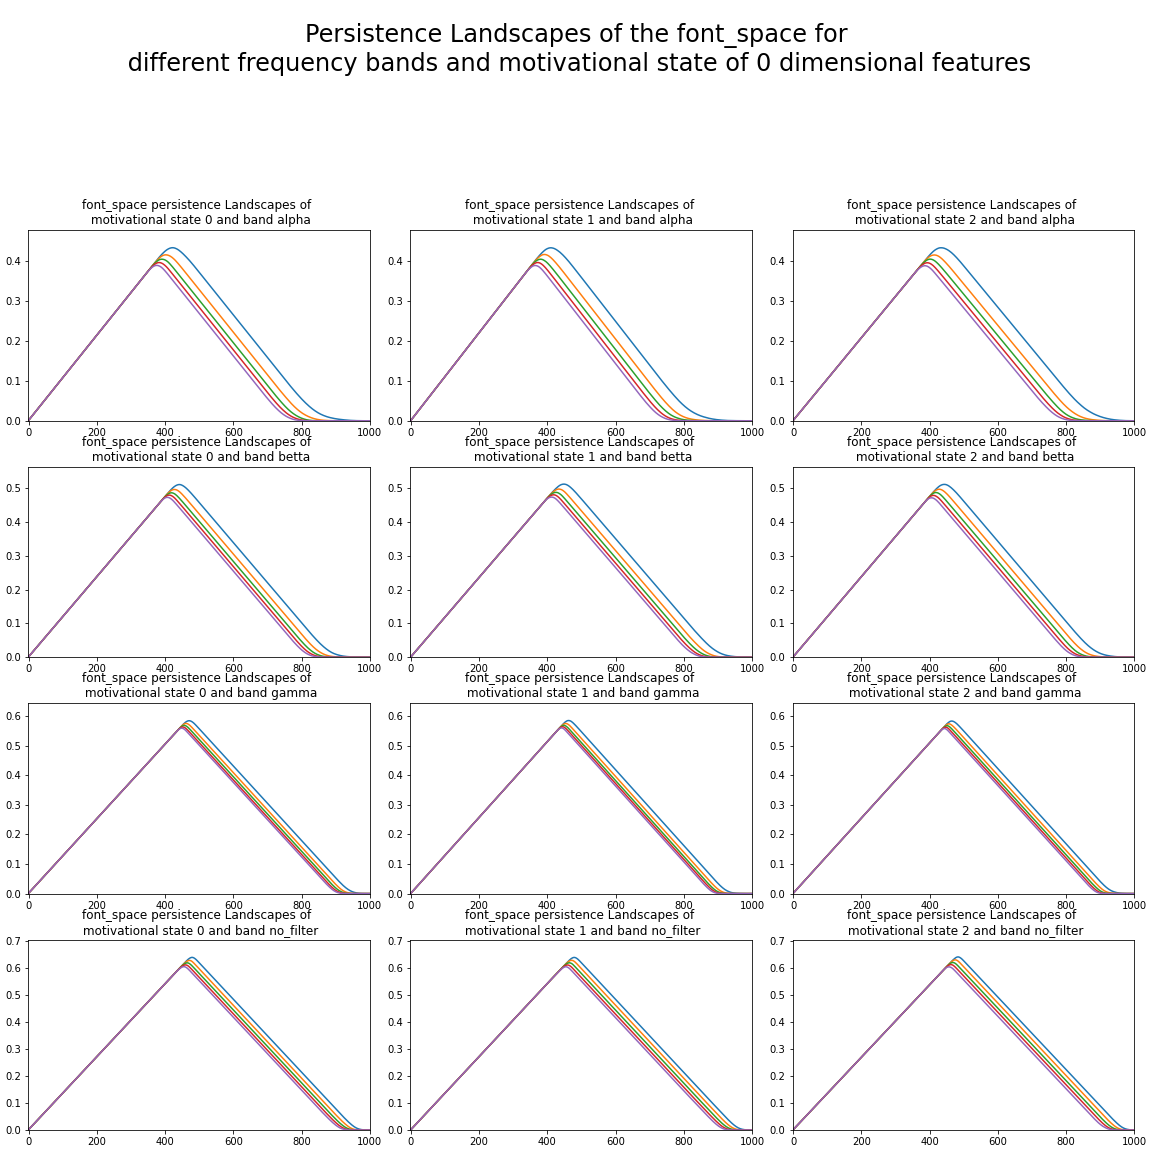 Persistence Landscapes of the font_space for
different frequency bands and motivational state of 0 dimensional features
font_space persistence Landscapes of
motivational state 0 and band alpha
0.4
0.3
0.2
0.1
0.0
0 200 400 600 800 1000
font_space persistence Landscapes of
motivational state 1 and band alpha
0.4
0.3
0.2
0.1
0.0
0 200 400 600 800 1000
font_space persistence Landscapes of
motivational state 2 and band alpha
0.4
0.3
0.2
0.1
0.0
0 200 400 600 800 1000
font_space persistence Landscapes of
motivational state 0 and band betta
0.5
0.4
0.3
0.2
0.1
0.0
0 200 400 600 800 1000
font_space persistence Landscapes of
motivational state 1 and band betta
0.5
0.4
0.3
0.2
0.1
0.0
0 200 400 600 800 1000
font_space persistence Landscapes of
motivational state 2 and band betta
0.5
0.4
0.3
0.2
0.1
0.0
0 200 400 600 800 1000
font_space persistence Landscapes of
motivational state 0 and band gamma
0.6
0.5
0.4
0.3
0.2
0.1
0.0
0 200 400 600 800 1000
font_space persistence Landscapes of
motivational state 1 and band gamma
0.6
0.5
0.4
0.3
0.2
0.1
0.0
0 200 400 600 800 1000
font_space persistence Landscapes of
motivational state 2 and band gamma
0.6
0.5
0.4
0.3
0.2
0.1
0.0
0 200 400 600 800 1000
font_space persistence Landscapes of
motivational state 0 and band no_filter
0.7
0.6
0.5
0.4
0.3
0.2
0.1
0.0
0 200 400 600 800 1000
font_space persistence Landscapes of
motivational state 1 and band no_filter
0.7
0.6
0.5
0.4
0.3
0.2
0.1
0.0
0 200 400 600 800 1000
font_space persistence Landscapes of
motivational state 2 and band no_filter
0.7
0.6
0.5
0.4
0.3
0.2
0.1
0.0
0 200 400 600 800 1000